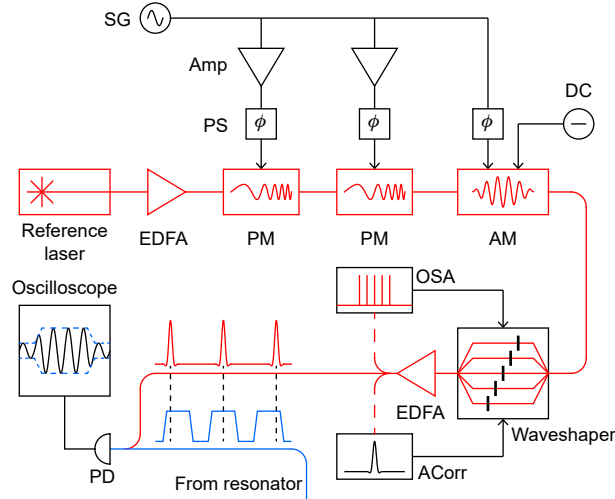 SG
Amp
DC
PS
ϕ
ϕ
ϕ
Reference
laser
EDFA
PM
PM
AM
Oscilloscope
OSA
EDFA
Waveshaper
PD
From resonator
ACorr